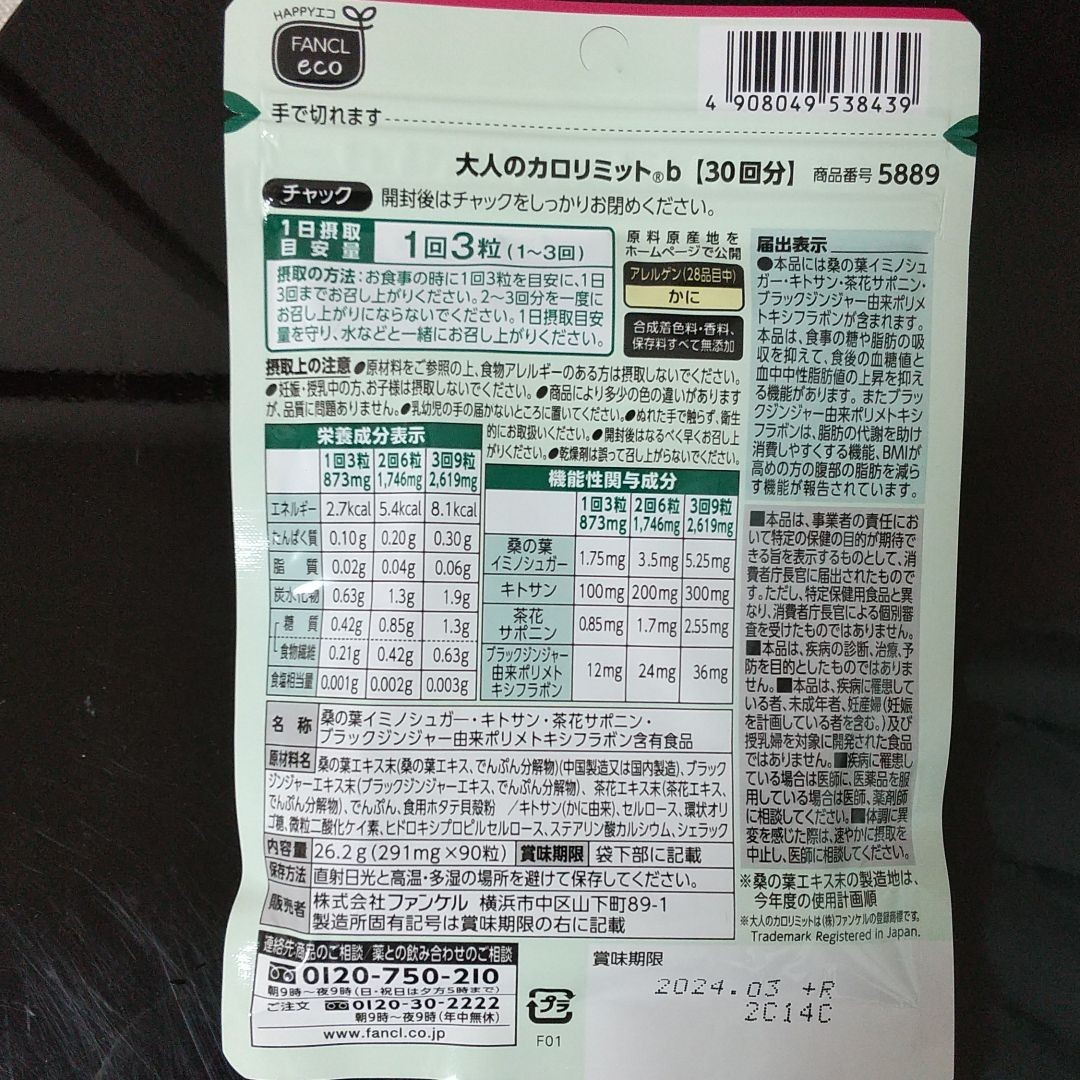 HAPPYエコ
FANCL
eco
4 908049 538439
手で切れます
大人のカロリミット®b【30回分】 商品番号 5889
チャック 開封後はチャックをしっかりお閉めください。
1日摂取
目安量
1回3粒(1～3回)
摂取の方法：お食事の時に1回3粒を目安に、1日
3回までお召し上がりください。2～3回分を一度に
お召し上がりにならないでください。1日摂取目安
量を守り、水などと一緒にお召し上がりください。
原料原産地を
ホームページで公開
アレルゲン(28品目中)
かに
合成着色料・香料、
保存料すべて無添加
摂取上の注意 ●原材料をご参照の上、食物アレルギーのある方は摂取しないでください。
●妊娠・授乳中の方、お子様は摂取しないでください。●商品により多少の色の違いがあります
が、品質に問題ありません。●乳幼児の手の届かないところに置いてください。●ぬれた手で触らず、衛生
的にお取扱いください。●開封後はなるべく早くお召し上
がりください。●乾燥剤は誤って召し上がらないでください。
栄養成分表示
1回3粒 2回6粒 3回9粒
873mg 1,746mg 2,619mg
エネルギー 2.7kcal 5.4kcal 8.1kcal
たんぱく質 0.10g 0.20g 0.30g
脂質 0.02g 0.04g 0.06g
炭水化物 0.63g 1.3g 1.9g
糖質 0.42g 0.85g 1.3g
食物繊維 0.21g 0.42g 0.63g
食塩相当量 0.001g 0.002g 0.003g
機能性関与成分
1回3粒 2回6粒 3回9粒
873mg 1,746mg 2,619mg
桑の葉
イミノシュガー 1.75mg 3.5mg 5.25mg
キトサン 100mg 200mg 300mg
茶花
サポニン 0.85mg 1.7mg 2.55mg
ブラックジンジャー
由来ポリメト
キシフラボン 12mg 24mg 36mg
名称 桑の葉イミノシュガー・キトサン・茶花サポニン・
ブラックジンジャー由来ポリメトキシフラボン含有食品
原材料名 桑の葉エキス末(桑の葉エキス、でんぷん分解物)(中国製造又は国内製造)、ブラック
ジンジャーエキス末(ブラックジンジャーエキス、でんぷん分解物)、茶花エキス末(茶花エキス、
でんぷん分解物)、でんぷん、食用ホタテ貝殻粉 /キトサン(かに由来)、セルロース、環状オリ
ゴ糖、微粒二酸化ケイ素、ヒドロキシプロピルセルロース、ステアリン酸カルシウム、シェラック
内容量 26.2g(291mg×90粒) 賞味期限 袋下部に記載
保存方法 直射日光と高温・多湿の場所を避けて保存してください。
販売者 株式会社ファンケル 横浜市中区山下町89-1
製造所固有記号は賞味期限の右に記載
連絡先 商品のご相談/薬との飲み合わせのご相談
0120-750-210
朝9時～夜9時(日・祝日は夕方5時まで)
ご注文 0120-30-2222
朝9時～夜9時(年中無休)
www.fancl.co.jp
プラ
F01
届出表示
●本品には桑の葉イミノシュ
ガー・キトサン・茶花サポニン・
ブラックジンジャー由来ポリメ
トキシフラボンが含まれます。
本品は、食事の糖や脂肪の吸
収を抑えて、食後の血糖値と
血中中性脂肪値の上昇を抑え
る機能があります。またブラッ
クジンジャー由来ポリメトキシ
フラボンは、脂肪の代謝を助け
消費しやすくする機能、BMIが
高めの方の腹部の脂肪を減ら
す機能が報告されています。
■本品は、事業者の責任にお
いて特定の保健の目的が期待で
きる旨を表示するものとして、消
費者庁長官に届出されたもので
す。ただし、特定保健用食品と異
なり、消費者庁長官による個別審
査を受けたものではありません。
■本品は、疾病の診断、治療、予
防を目的としたものではありま
せん。■本品は、疾病に罹患して
いる者、未成年者、妊産婦(妊娠
を計画している者を含む。)及び
授乳婦を対象に開発された食品
ではありません。■疾病に罹患し
ている場合は医師に、医薬品を服
用している場合は医師、薬剤師
に相談してください。■体調に異
変を感じた際は、速やかに摂取を
中止し、医師に相談してください。
※桑の葉エキス末の製造地は、
今年度の使用計画順
※大人のカロリミットは(株)ファンケルの登録商標です。
Trademark Registered in Japan.
賞味期限
2024.03 +R
2C14C